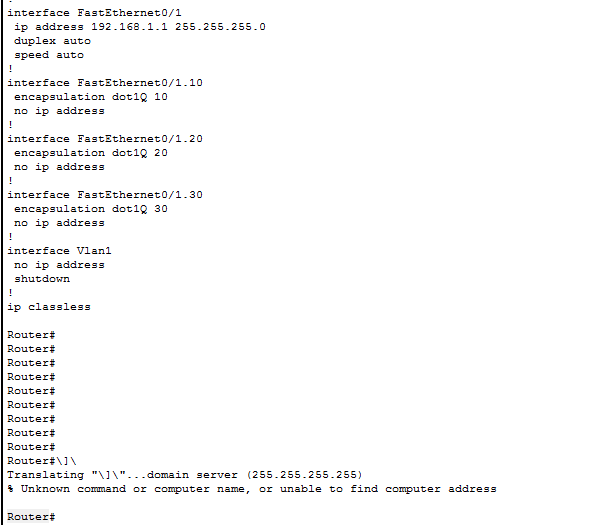 !
interface FastEthernet0/1
ip address 192.168.1.1 255.255.255.0
duplex auto
speed auto
!
interface FastEthernet0/1.10
encapsulation dot1Q 10
no ip address
!
interface FastEthernet0/1.20
encapsulation dot1Q 20
no ip address
!
interface FastEthernet0/1.30
encapsulation dot1Q 30
no ip address
!
interface Vlan1
no ip address
shutdown
!
ip classless
Router#
Router#
Router#
Router#
Router#
Router#
Router#
Router#
Router#
Router#\]\
Translating "\]\"...domain server (255.255.255.255)
% Unknown command or computer name, or unable to find computer address
Router#